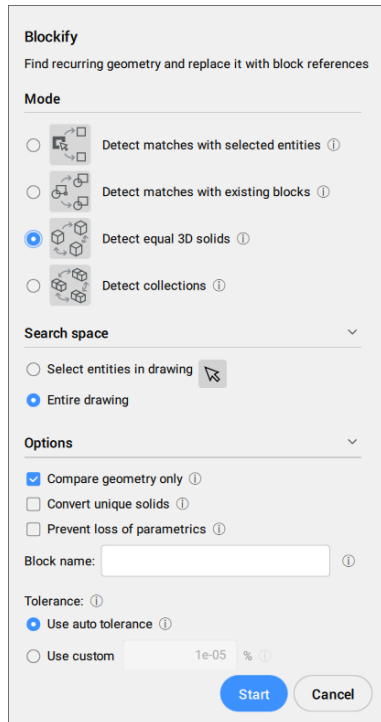 Blockify
Find recurring geometry and replace it with block references
Mode
Detect matches with selected entities
Detect matches with existing blocks
Detect equal 3D solids
Detect collections
Search space
Select entities in drawing
Entire drawing
Options
Compare geometry only
Convert unique solids
Prevent loss of parametrics
Block name:
Tolerance:
Use auto tolerance
Use custom 1e-05 %
Start Cancel